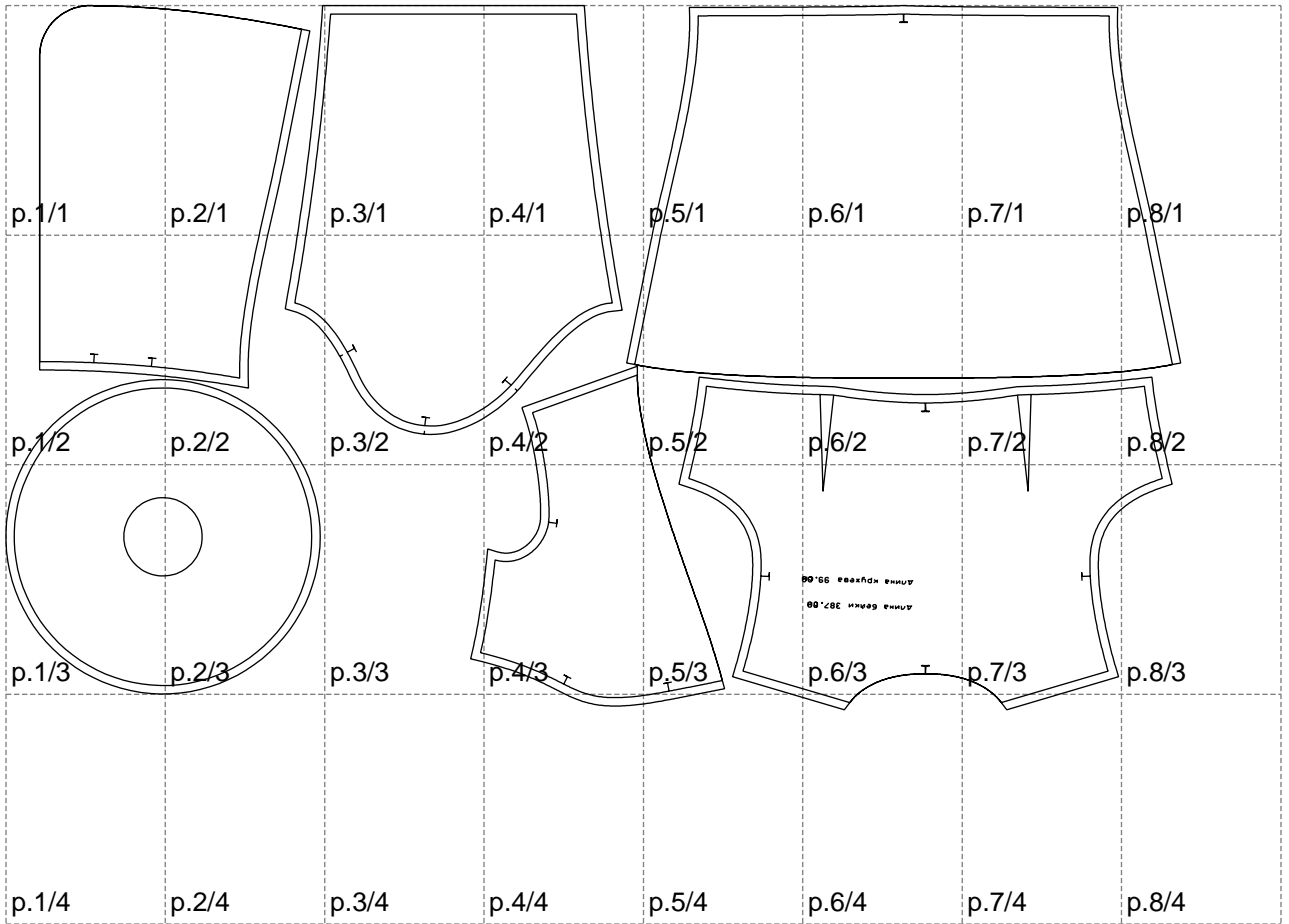 p.1/1 p.2/1 p.3/1 p.4/1 p.5/1 p.6/1 p.7/1 p.8/1
p.1/2 p.2/2 p.3/2 p.4/2 p.5/2 p.6/2 p.7/2 p.8/2
длина бейки 387.00
длина кружева 99.00
p.1/3 p.2/3 p.3/3 p.4/3 p.5/3 p.6/3 p.7/3 p.8/3
p.1/4 p.2/4 p.3/4 p.4/4 p.5/4 p.6/4 p.7/4 p.8/4